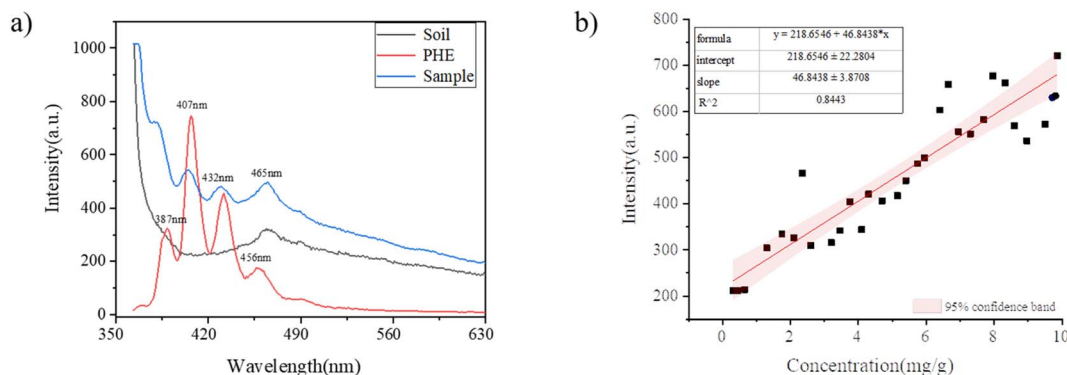 a)
Soil
PHE
Sample
1000
800
600
400
200
0
Intensity(a.u.)
387nm
407nm
432nm
456nm
465nm
350 420 490 560 630
Wavelength(nm)
b)
formula y = 218.6546 + 46.8438*x
intercept 218.6546 ± 22.2804
slope 46.8438 ± 3.8708
R^2 0.8443
700
600
500
400
300
200
Intensity(a.u.)
95% confidence band
0 2 4 6 8 10
Concentration(mg/g)